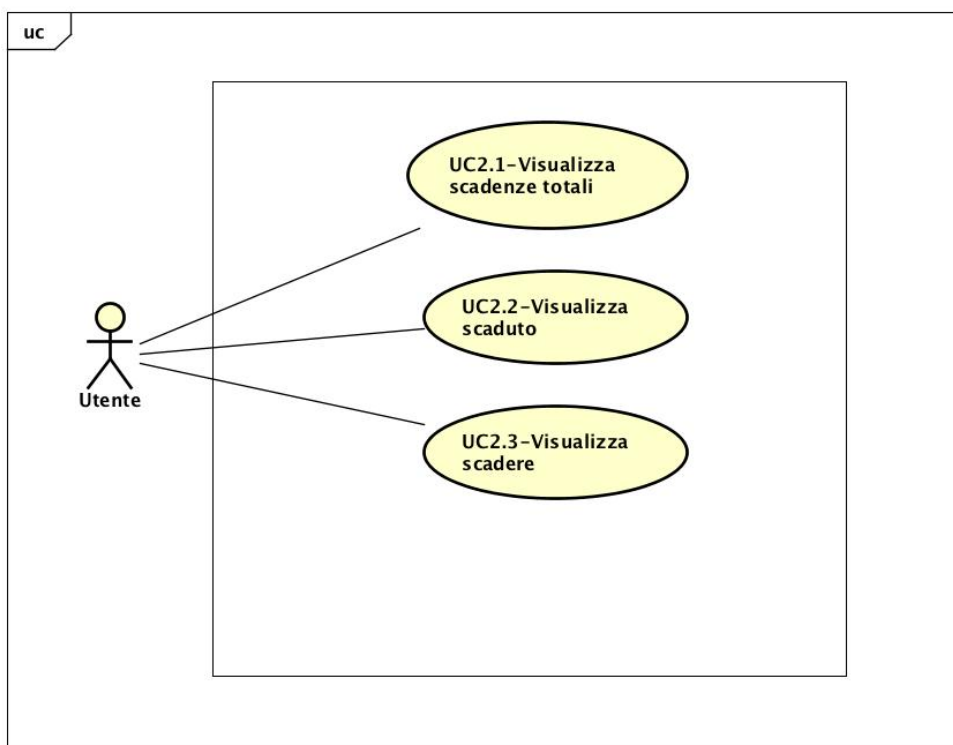 uc
UC2.1-Visualizza
scadenze totali
UC2.2-Visualizza
scaduto
Utente
UC2.3-Visualizza
scadere